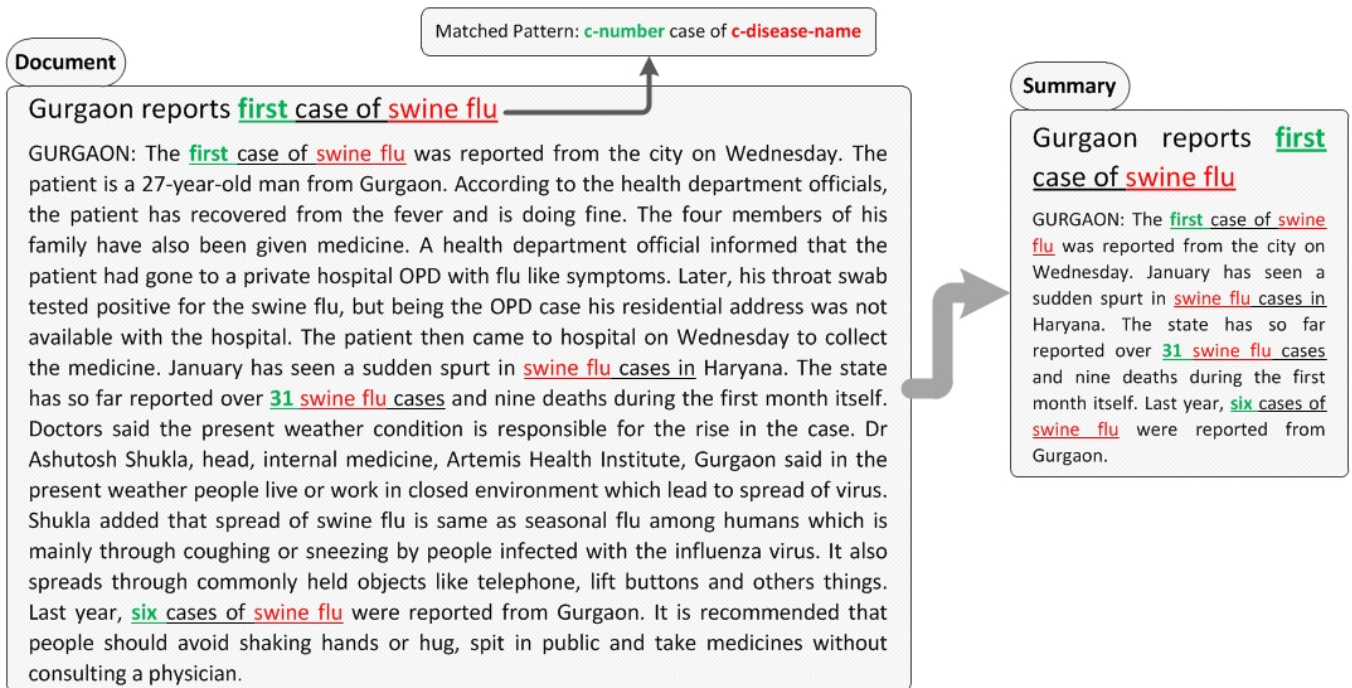 Matched Pattern: c-number case of c-disease-name
Document
Gurgaon reports first case of swine flu
GURGAON: The first case of swine flu was reported from the city on Wednesday. The
patient is a 27-year-old man from Gurgaon. According to the health department officials,
the patient has recovered from the fever and is doing fine. The four members of his
family have also been given medicine. A health department official informed that the
patient had gone to a private hospital OPD with flu like symptoms. Later, his throat swab
tested positive for the swine flu, but being the OPD case his residential address was not
available with the hospital. The patient then came to hospital on Wednesday to collect
the medicine. January has seen a sudden spurt in swine flu cases in Haryana. The state
has so far reported over 31 swine flu cases and nine deaths during the first month itself.
Doctors said the present weather condition is responsible for the rise in the case. Dr
Ashutosh Shukla, head, internal medicine, Artemis Health Institute, Gurgaon said in the
present weather people live or work in closed environment which lead to spread of virus.
Shukla added that spread of swine flu is same as seasonal flu among humans which is
mainly through coughing or sneezing by people infected with the influenza virus. It also
spreads through commonly held objects like telephone, lift buttons and others things.
Last year, six cases of swine flu were reported from Gurgaon. It is recommended that
people should avoid shaking hands or hug, spit in public and take medicines without
consulting a physician.
Summary
Gurgaon reports first
case of swine flu
GURGAON: The first case of swine
flu was reported from the city on
Wednesday. January has seen a
sudden spurt in swine flu cases in
Haryana. The state has so far
reported over 31 swine flu cases
and nine deaths during the first
month itself. Last year, six cases of
swine flu were reported from
Gurgaon.